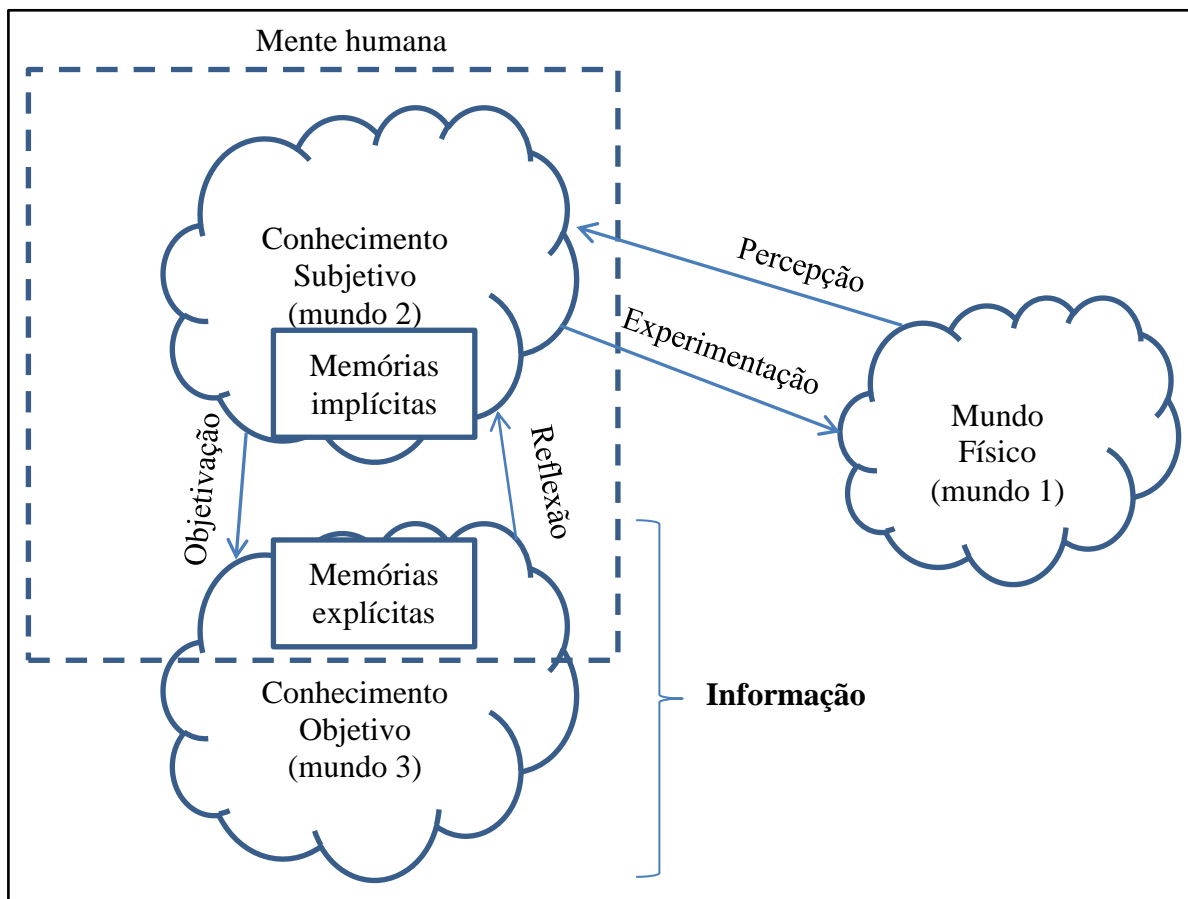 Mente humana
Conhecimento
Subjetivo
(mundo 2)
Memórias
implícitas
Percepção
Experimentação
Mundo
Físico
(mundo 1)
Objetivação
Reflexão
Memórias
explícitas
Conhecimento
Objetivo
(mundo 3)
Informação